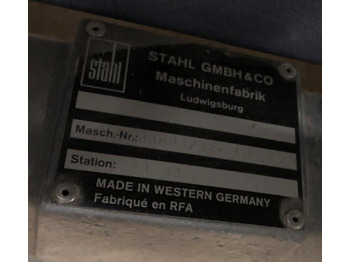 stahl
STAHL GMBH & CO
Maschinenfabrik
Ludwigsburg
Masch.-Nr.:
Station:
MADE IN WESTERN GERMANY
Fabriqué en RFA